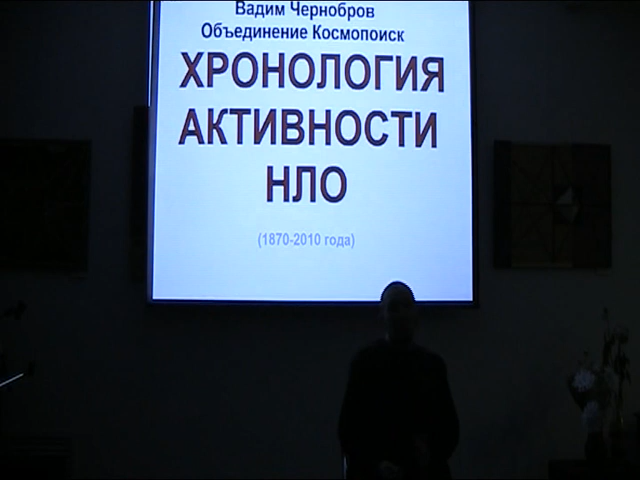 Вадим Чернобров
Объединение Космопоиск
ХРОНОЛОГИЯ
АКТИВНОСТИ
НЛО
(1870-2010 года)